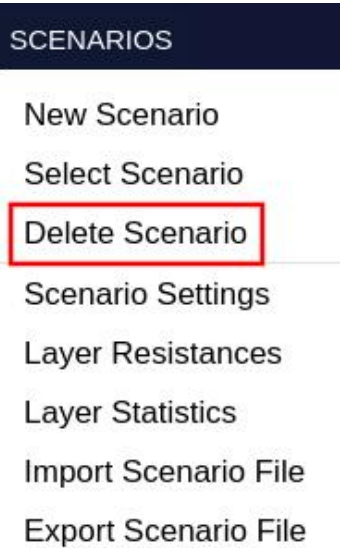 SCENARIOS
New Scenario
Select Scenario
Delete Scenario
Scenario Settings
Layer Resistances
Layer Statistics
Import Scenario File
Export Scenario File